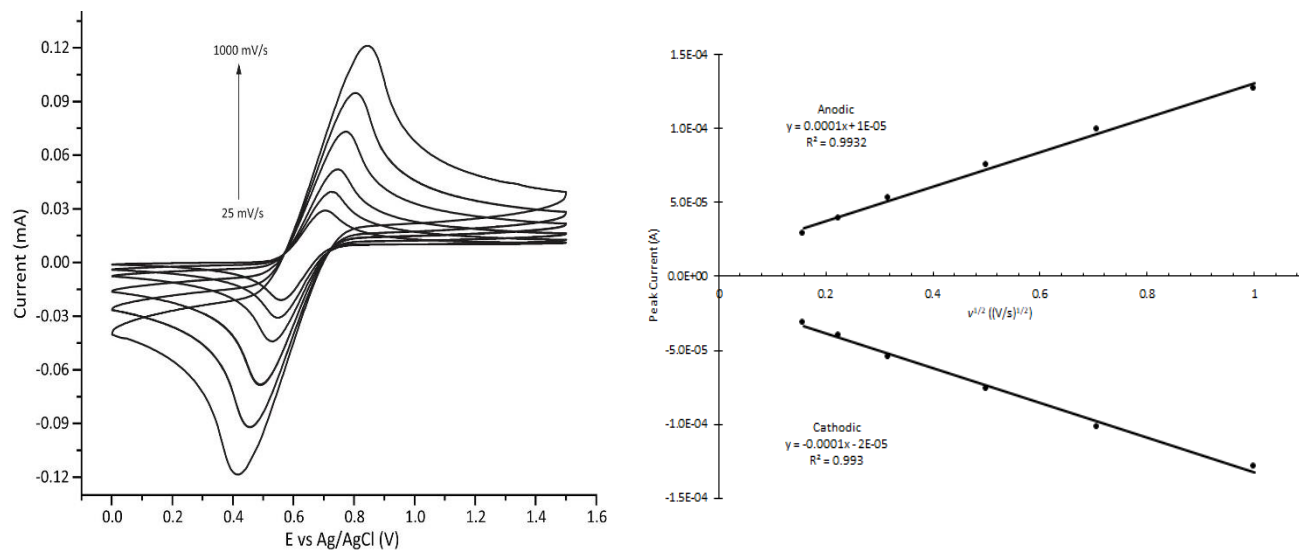 1000 mV/s
25 mV/s
0.12
0.09
0.06
0.03
0.00
-0.03
-0.06
-0.09
-0.12
Current (mA)
0.0 0.2 0.4 0.6 0.8 1.0 1.2 1.4 1.6
E vs Ag/AgCl (V)
1.5E-04
1.0E-04
5.0E-05
0.0E+00
-5.0E-05
-1.0E-04
-1.5E-04
Peak Current (A)
Anodic
y = 0.0001x + 1E-05
R² = 0.9932
0 0.2 0.4 0.6 0.8 1
v¹/² ((V/s)¹/²)
Cathodic
y = -0.0001x - 2E-05
R² = 0.993